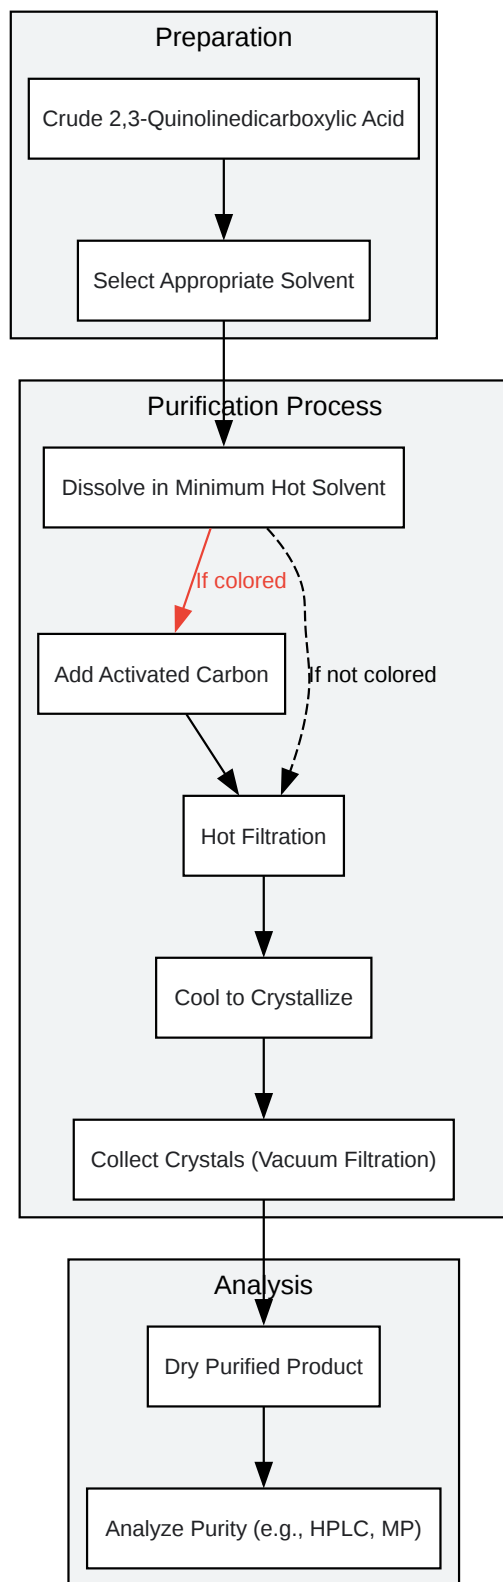 Preparation
Crude 2,3-Quinolinedicarboxylic Acid
Select Appropriate Solvent
Purification Process
Dissolve in Minimum Hot Solvent
If colored
Add Activated Carbon
If not colored
Hot Filtration
Cool to Crystallize
Collect Crystals (Vacuum Filtration)
Analysis
Dry Purified Product
Analyze Purity (e.g., HPLC, MP)